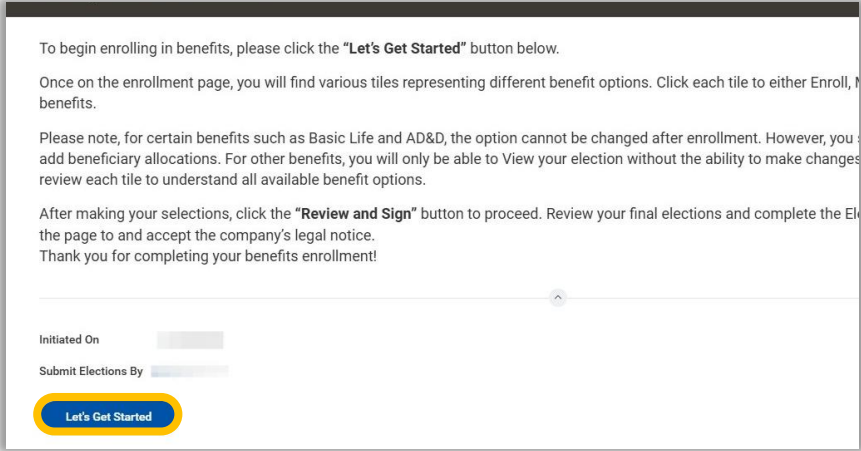 To begin enrolling in benefits, please click the “Let’s Get Started” button below.
Once on the enrollment page, you will find various tiles representing different benefit options. Click each tile to either Enroll,
benefits.
Please note, for certain benefits such as Basic Life and AD&D, the option cannot be changed after enrollment. However, you
add beneficiary allocations. For other benefits, you will only be able to View your election without the ability to make changes
review each tile to understand all available benefit options.
After making your selections, click the “Review and Sign” button to proceed. Review your final elections and complete the
the page to and accept the company’s legal notice.
Thank you for completing your benefits enrollment!
Initiated On
Submit Elections By
Let's Get Started